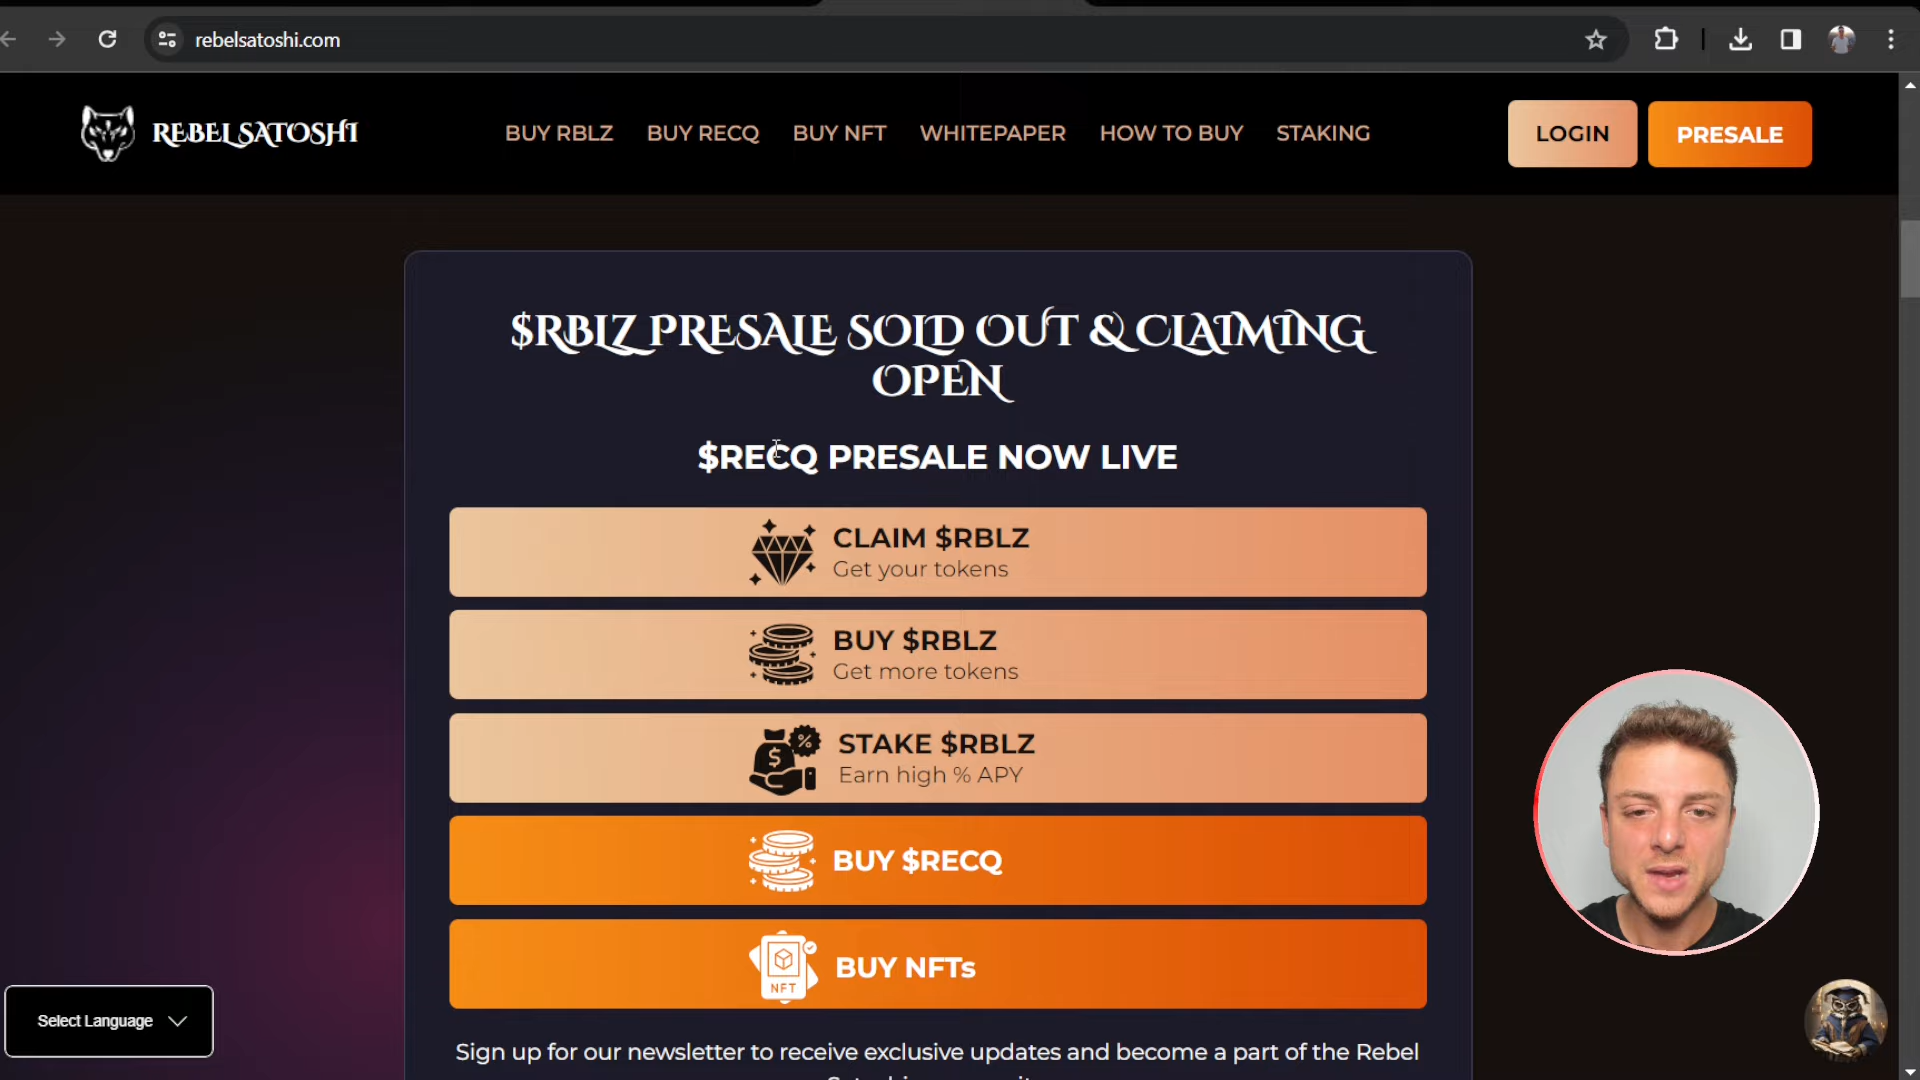 rebelsatoshi.com
REBEL SATOSHI
BUY RBLZ
BUY RECQ
BUY NFT
WHITEPAPER
HOW TO BUY
STAKING
LOGIN
PRESALE
$RBLZ PRESALE SOLD OUT & CLAIMING
OPEN
$RECQ PRESALE NOW LIVE
CLAIM $RBLZ
Get your tokens
BUY $RBLZ
Get more tokens
STAKE $RBLZ
Earn high % APY
BUY $RECQ
NFT
BUY NFTs
Select Language
Sign up for our newsletter to receive exclusive updates and become a part of the Rebel